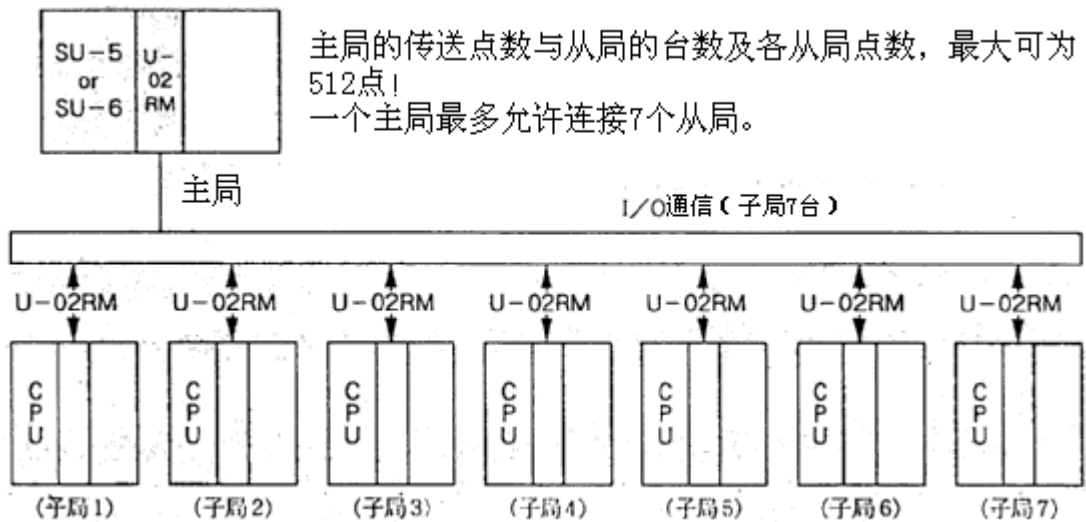 SU-5
or
SU-6
U-
02
RM
主局的传送点数与从局的台数及各从局点数，最大可为
512点!
一个主局最多允许连接7个从局。
主局
i/O通信(子局7台)
U-02RM U-02RM U-02RM U-02RM U-02RM U-02RM U-02RM
CPU CPU CPU CPU CPU CPU CPU
(子局1) (子局2) (子局3) (子局4) (子局5) (子局6) (子局7)